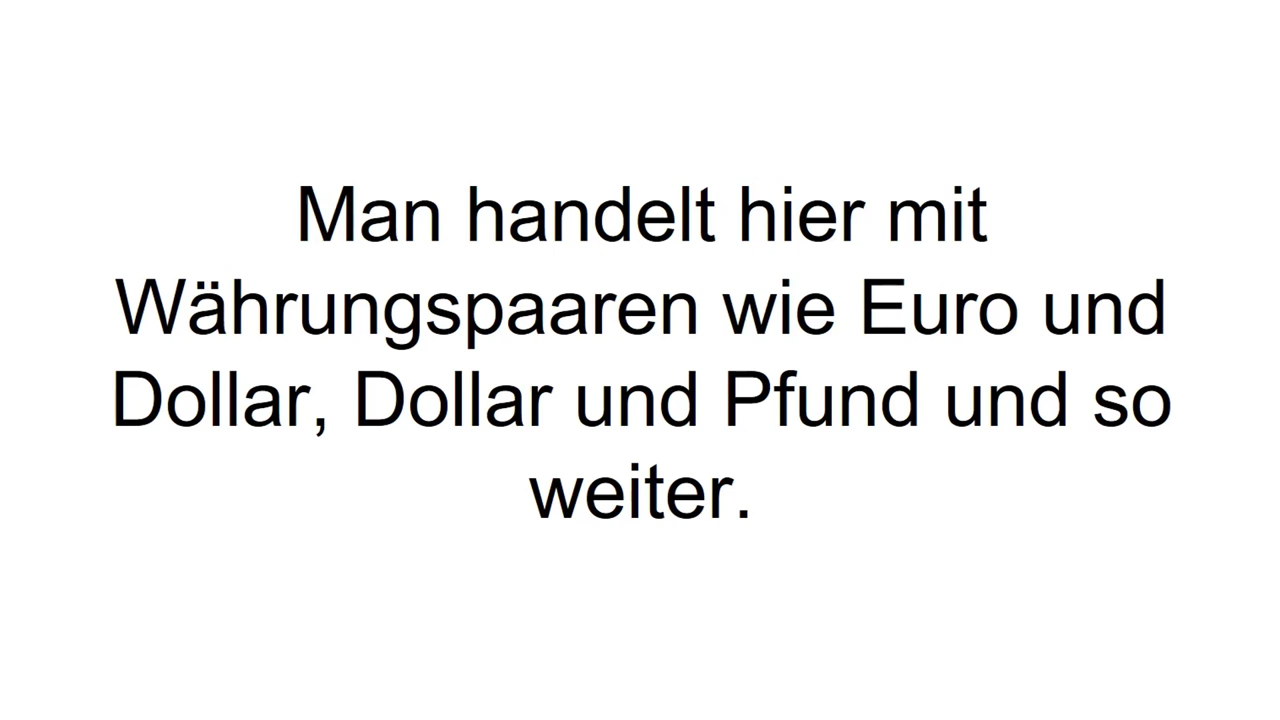 Man handelt hier mit
Währungspaaren wie Euro und
Dollar, Dollar und Pfund und so
weiter.